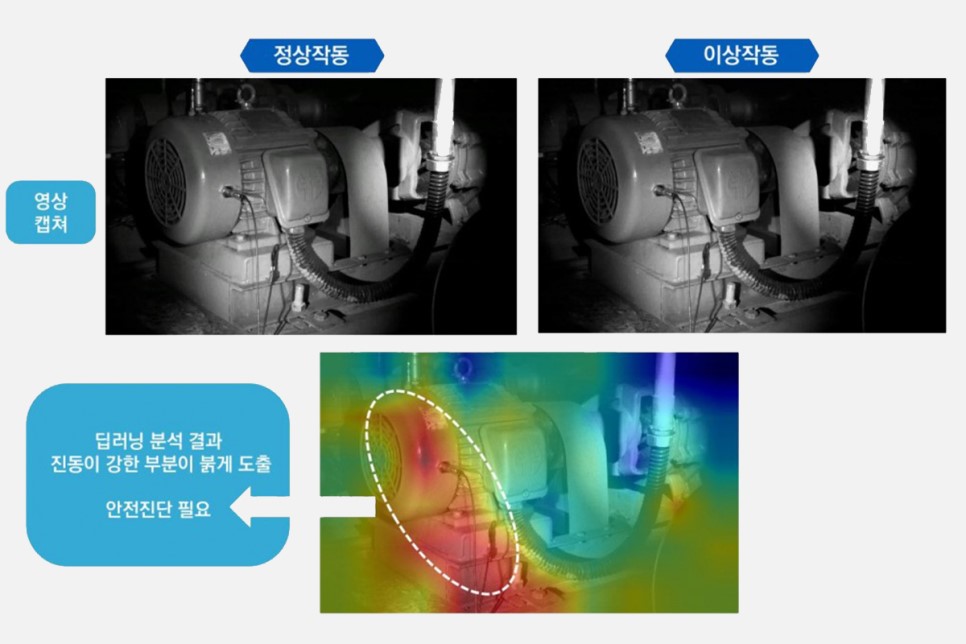 정상작동
이상작동
영상
캡쳐
딥러닝 분석 결과
진동이 강한 부분이 붉게 도출
안전진단 필요